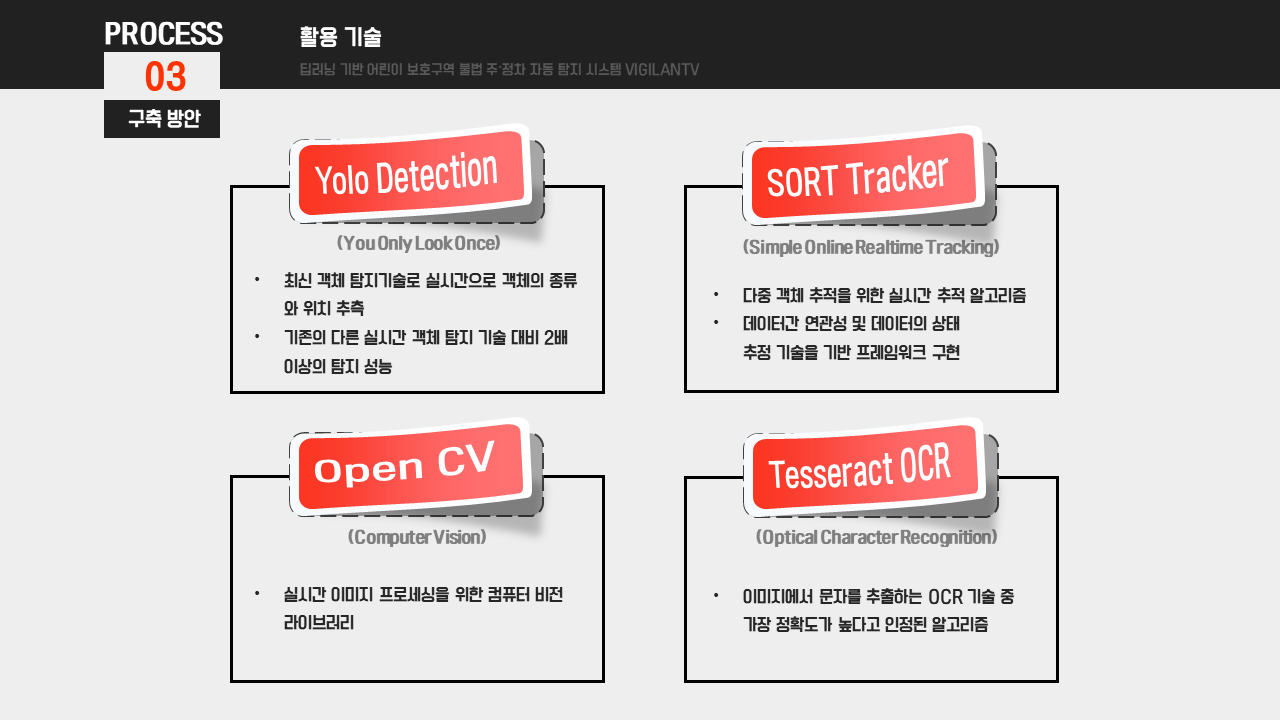 PROCESS
03
구축 방안
활용 기술
딥러닝 기반 어린이 보호구역 불법 주·정차 자동 탐지 시스템 VIGILANTV
Yolo Detection
(You Only Look Once)
• 최신 객체 탐지기술로 실시간으로 객체의 종류
와 위치 추측
• 기존의 다른 실시간 객체 탐지 기술 대비 2배
이상의 탐지 성능
SORT Tracker
(Simple Online Realtime Tracking)
• 다중 객체 추적을 위한 실시간 추적 알고리즘
• 데이터간 연관성 및 데이터의 상태
추정 기술을 기반 프레임워크 구현
Open CV
(Computer Vision)
• 실시간 이미지 프로세싱을 위한 컴퓨터 비전
라이브러리
Tesseract OCR
(Optical Character Recognition)
• 이미지에서 문자를 추출하는 OCR 기술 중
가장 정확도가 높다고 인정된 알고리즘